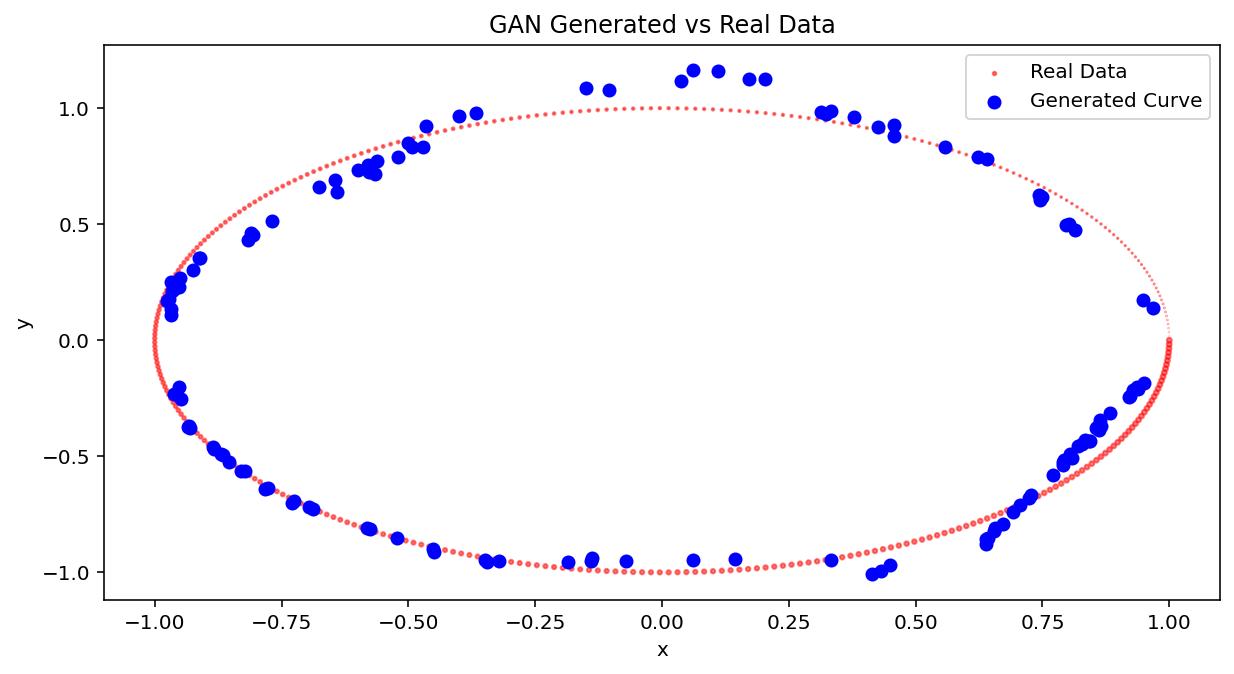 GAN Generated vs Real Data
Real Data
Generated Curve
1.0
0.5
0.0
−0.5
−1.0
y
−1.00 −0.75 −0.50 −0.25 0.00 0.25 0.50 0.75 1.00
x